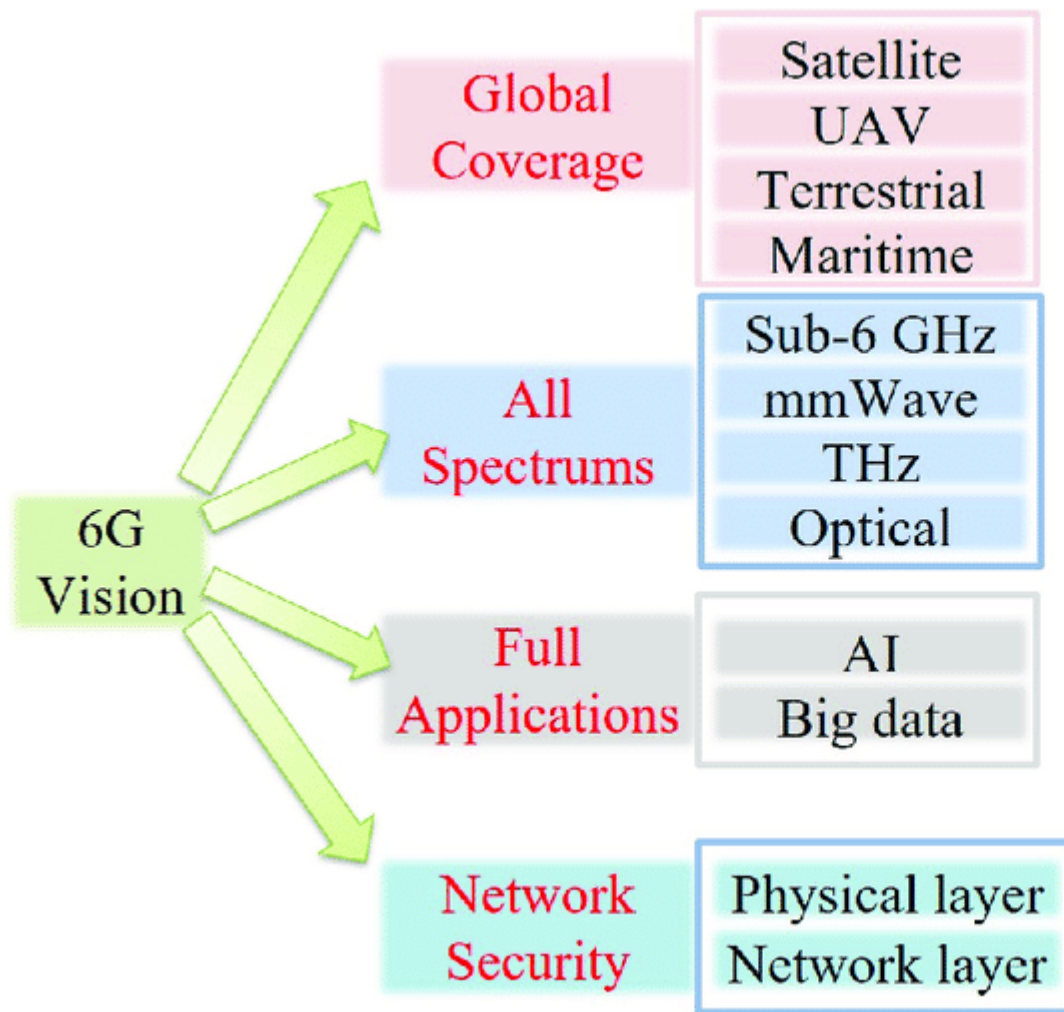 6G
Vision
Global
Coverage
Satellite
UAV
Terrestrial
Maritime
All
Spectrums
Sub-6 GHz
mmWave
THz
Optical
Full
Applications
AI
Big data
Network
Security
Physical layer
Network layer